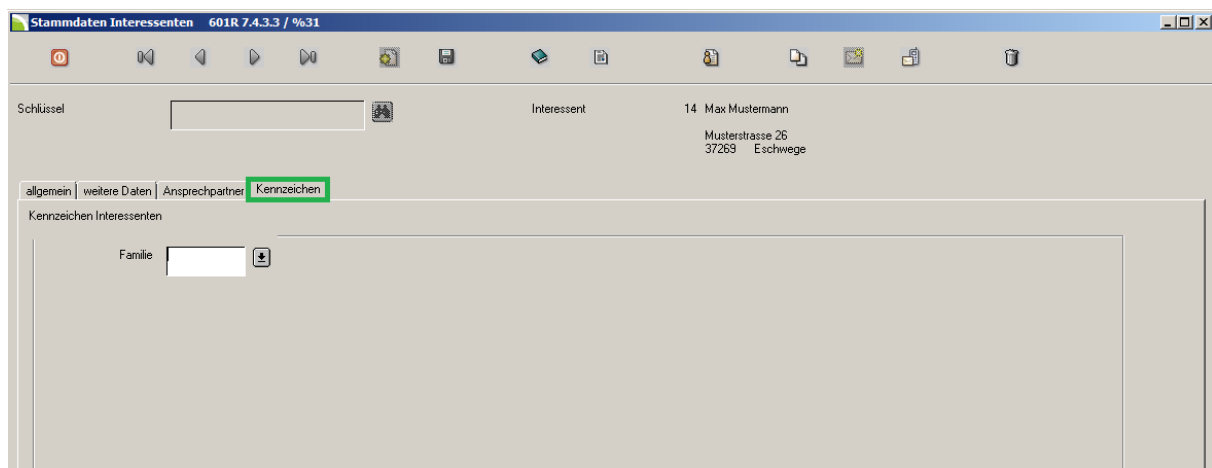 Stammdaten Interessenten 601R 7.4.3.3 / %31
Schlüssel
Interessent
14 Max Mustermann
Musterstrasse 26
37269 Eschwege
allgemein
weitere Daten
Ansprechpartner
Kennzeichen
Kennzeichen Interessenten
Familie